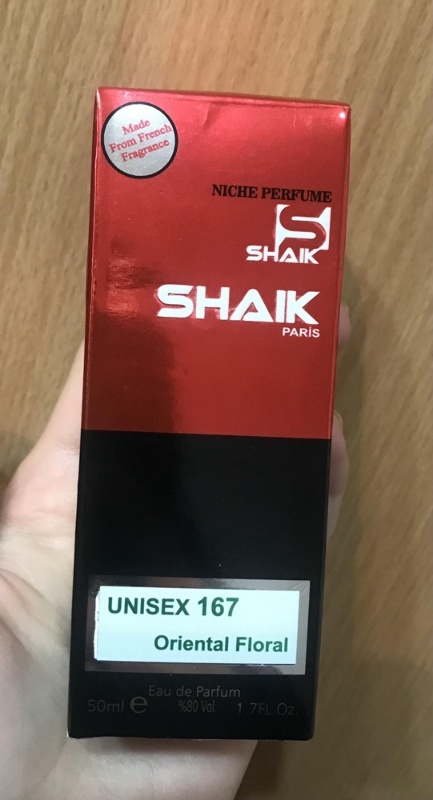 Made
From French
Fragrance
NICHE PERFUME
S
SHAIK
SHAIK
PARİS
UNISEX 167
Oriental Floral
Eau de Parfum
50ml e %80 Vol. 1 7FL.Oz.